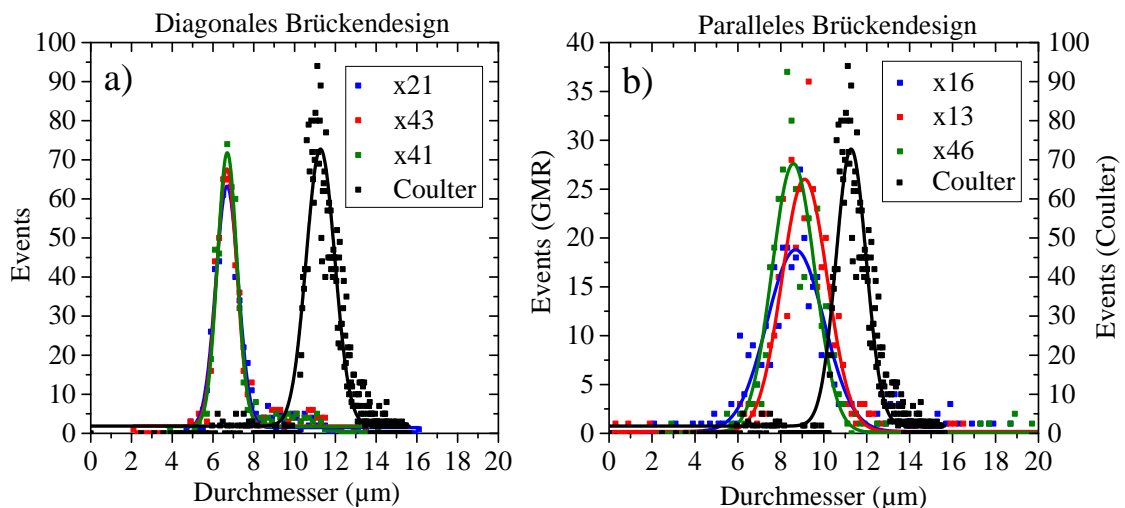 Diagonales Brückendesign
a)
x21
x43
x41
Coulter
100
90
80
70
60
50
40
30
20
10
0
Events
0 2 4 6 8 10 12 14 16 18 20
Durchmesser (µm)
Paralleles Brückendesign
b)
x16
x13
x46
Coulter
40
35
30
25
20
15
10
5
0
Events (GMR)
100
90
80
70
60
50
40
30
20
10
0
Events (Coulter)
0 2 4 6 8 10 12 14 16 18 20
Durchmesser (µm)